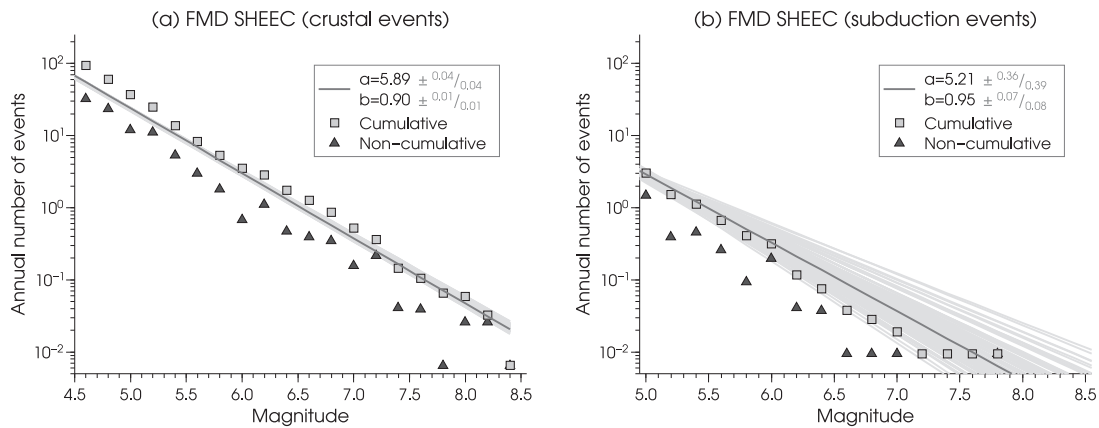 (a) FMD SHEEC (crustal events)
Annual number of events
10²
10¹
10⁰
10⁻¹
10⁻²
a=5.89 ± 0.04/0.04
b=0.90 ± 0.01/0.01
Cumulative
Non−cumulative
4.5 5.0 5.5 6.0 6.5 7.0 7.5 8.0 8.5
Magnitude
(b) FMD SHEEC (subduction events)
Annual number of events
10²
10¹
10⁰
10⁻¹
10⁻²
a=5.21 ± 0.36/0.39
b=0.95 ± 0.07/0.08
Cumulative
Non−cumulative
5.0 5.5 6.0 6.5 7.0 7.5 8.0 8.5
Magnitude